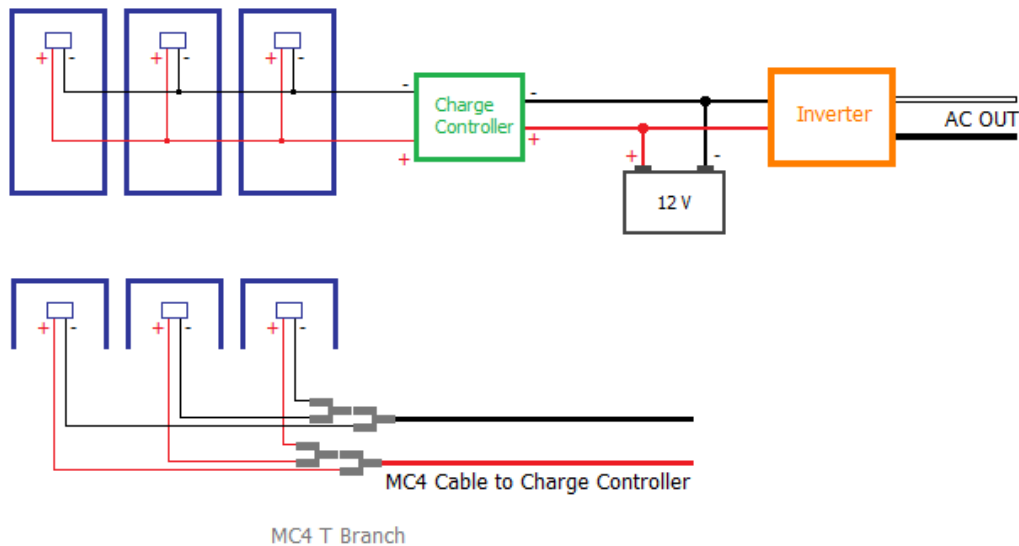 + - + - + -
-
Charge
Controller
+
-
+
+ -
12 V
Inverter
AC OUT
+ - + - + -
MC4 Cable to Charge Controller
MC4 T Branch